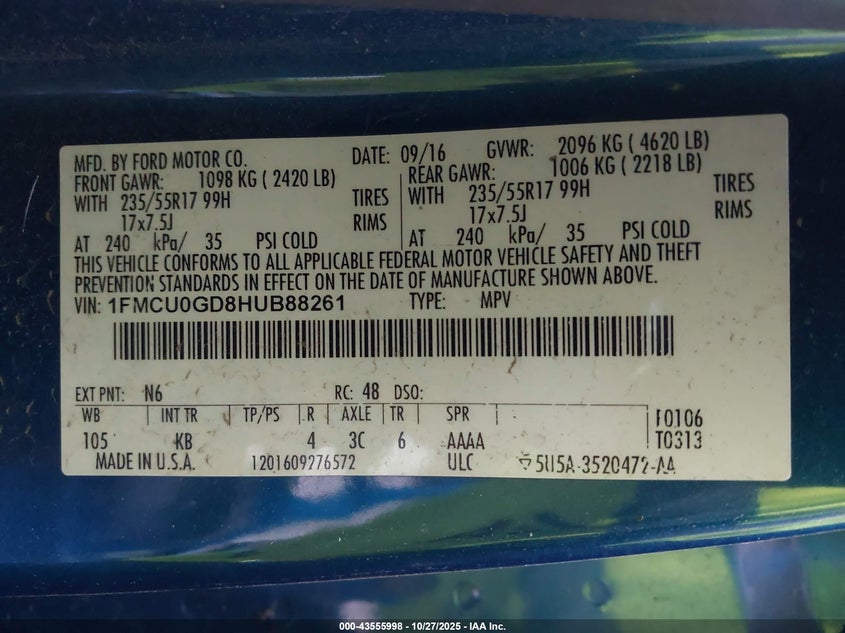 MFD. BY FORD MOTOR CO. DATE: 09/16 GVWR: 2096 KG ( 4620 LB)
FRONT GAWR: 1098 KG ( 2420 LB) REAR GAWR: 1006 KG ( 2218 LB)
WITH 235/55R17 99H TIRES WITH 235/55R17 99H TIRES
17x7.5J RIMS 17x7.5J RIMS
AT 240 kPa/ 35 PSI COLD AT 240 kPa/ 35 PSI COLD
THIS VEHICLE CONFORMS TO ALL APPLICABLE FEDERAL MOTOR VEHICLE SAFETY AND THEFT
PREVENTION STANDARDS IN EFFECT ON THE DATE OF MANUFACTURE SHOWN ABOVE.
VIN: 1FMCU0GD8HUB88261 TYPE: MPV
EXT PNT: N6 RC: 48 DSO:
WB INT TR TP/PS R AXLE TR SPR
105 KB 4 3C 6 AAAA
10106
T0313
MADE IN U.S.A. 1201609276572 ULC 5U5A-3520472-AA
000-43555998 - 10/27/2025 - IAA Inc.